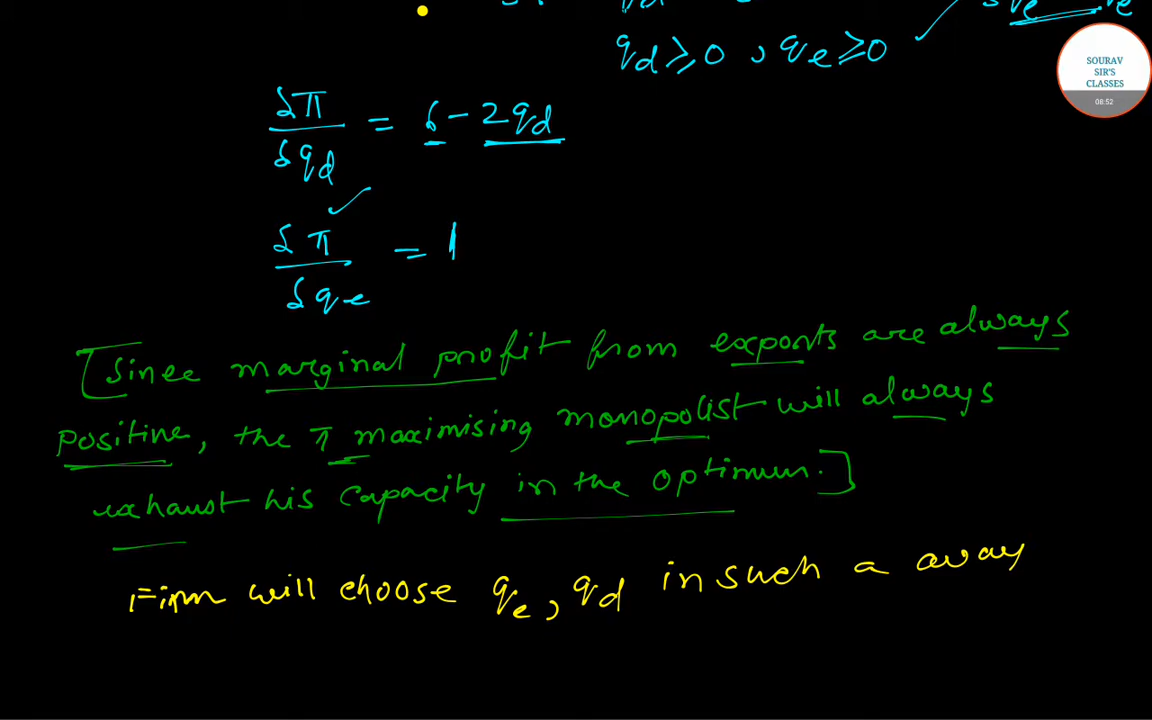 qd ≥ 0 , qe ≥ 0
SOURAV
SIR'S
CLASSES
08:52
δπ/δqd = 6 - 2qd
δπ/δqe = 1
[Since marginal profit from exports are always
positive, the π maximising monopolist will always
exhaust his capacity in the optimum.]
Firm will choose qe, qd in such a away